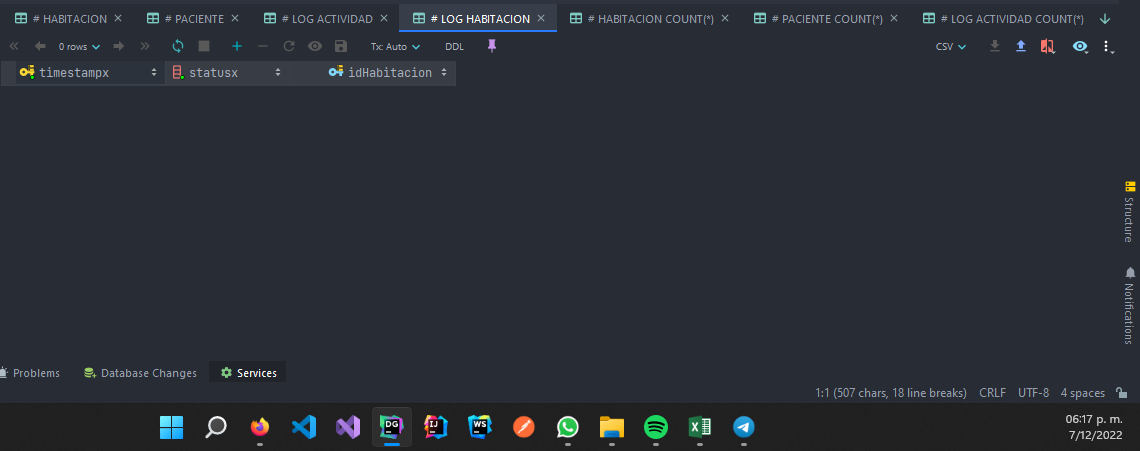 # HABITACION # PACIENTE # LOG ACTIVIDAD # LOG HABITACION # HABITACION COUNT(*) # PACIENTE COUNT(*) # LOG ACTIVIDAD COUNT(*)
0 rows Tx: Auto DDL CSV
timestampx statusx idHabitacion
Structure
Notifications
Problems Database Changes Services
1:1 (507 chars, 18 line breaks) CRLF UTF-8 4 spaces
DG IJ WS
06:17 p. m.
7/12/2022